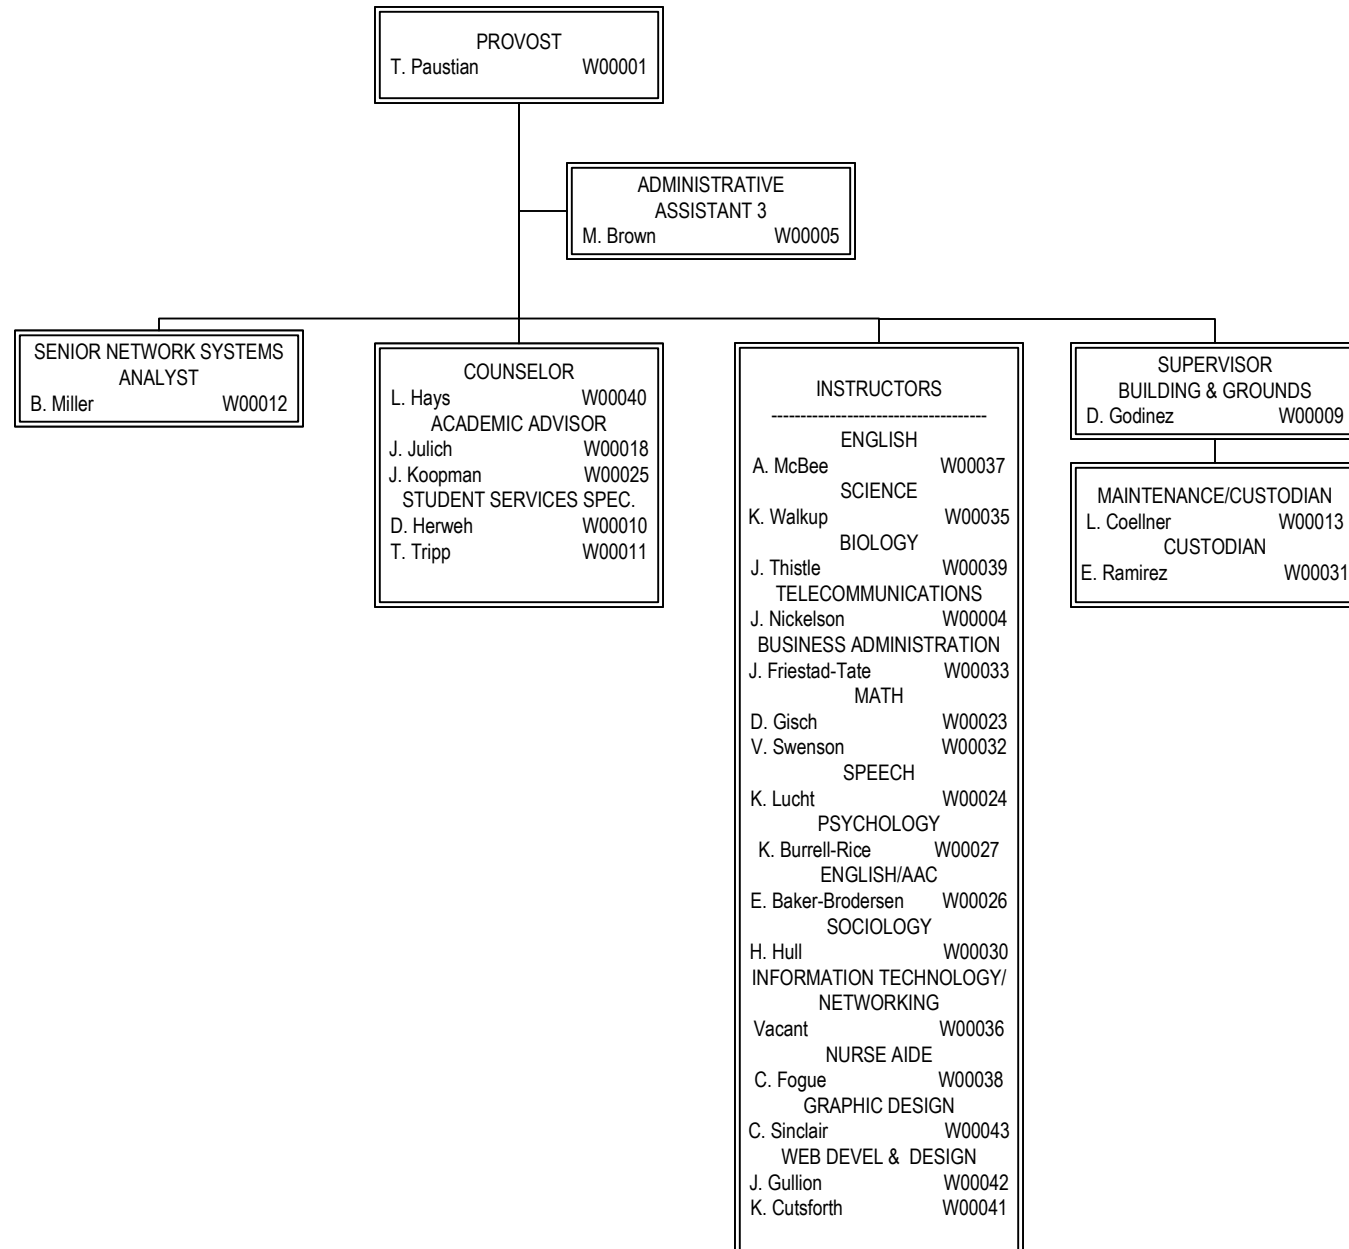 PROVOST
T. Paustian W00001
ADMINISTRATIVE
ASSISTANT 3
M. Brown W00005
SENIOR NETWORK SYSTEMS
ANALYST
B. Miller W00012
COUNSELOR
L. Hays W00040
ACADEMIC ADVISOR
J. Julich W00018
J. Koopman W00025
STUDENT SERVICES SPEC.
D. Herweh W00010
T. Tripp W00011
INSTRUCTORS
-------------------------------------
ENGLISH
A. McBee W00037
SCIENCE
K. Walkup W00035
BIOLOGY
J. Thistle W00039
TELECOMMUNICATIONS
J. Nickelson W00004
BUSINESS ADMINISTRATION
J. Friestad-Tate W00033
MATH
D. Gisch W00023
V. Swenson W00032
SPEECH
K. Lucht W00024
PSYCHOLOGY
K. Burrell-Rice W00027
ENGLISH/AAC
E. Baker-Brodersen W00026
SOCIOLOGY
H. Hull W00030
INFORMATION TECHNOLOGY/
NETWORKING
Vacant W00036
NURSE AIDE
C. Fogue W00038
GRAPHIC DESIGN
C. Sinclair W00043
WEB DEVEL & DESIGN
J. Gullion W00042
K. Cutsforth W00041
SUPERVISOR
BUILDING & GROUNDS
D. Godinez W00009
MAINTENANCE/CUSTODIAN
L. Coellner W00013
CUSTODIAN
E. Ramirez W00031